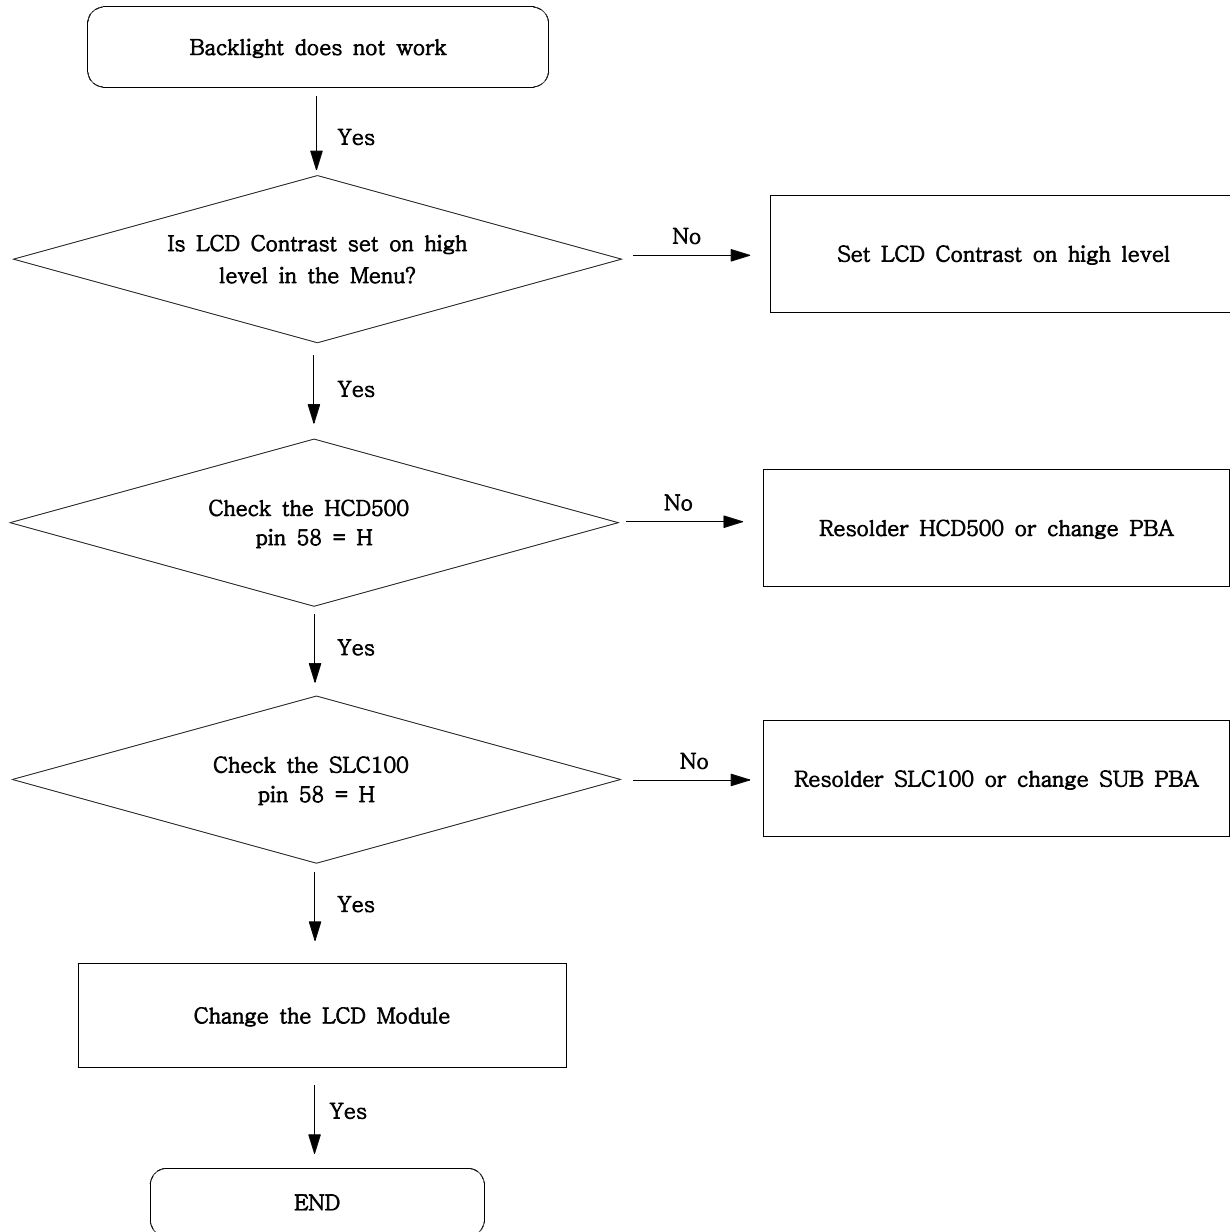 Backlight does not work
Yes
Is LCD Contrast set on high
level in the Menu?
No
Set LCD Contrast on high level
Yes
Check the HCD500
pin 58 = H
No
Resolder HCD500 or change PBA
Yes
Check the SLC100
pin 58 = H
No
Resolder SLC100 or change SUB PBA
Yes
Change the LCD Module
Yes
END